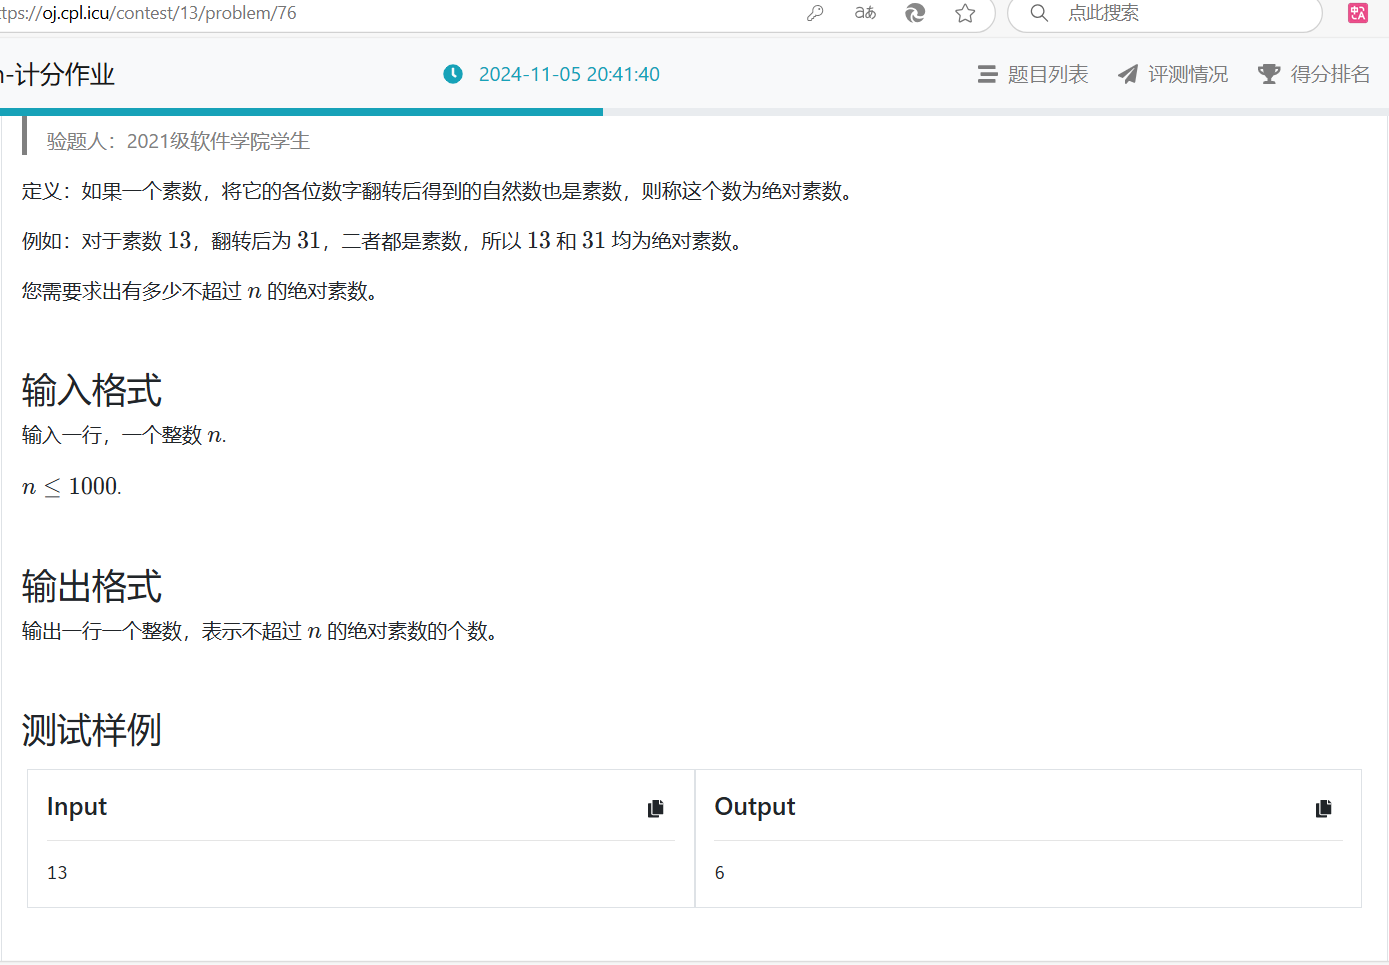 ttps://oj.cpl.icu/contest/13/problem/76
aあ
点此搜索
n-计分作业
2024-11-05 20:41:40
题目列表
评测情况
得分排名
验题人：2021级软件学院学生
定义：如果一个素数，将它的各位数字翻转后得到的自然数也是素数，则称这个数为绝对素数。
例如：对于素数 13，翻转后为 31，二者都是素数，所以 13 和 31 均为绝对素数。
您需要求出有多少不超过 n 的绝对素数。
输入格式
输入一行，一个整数 n.
n ≤ 1000.
输出格式
输出一行一个整数，表示不超过 n 的绝对素数的个数。
测试样例
Input
Output
13
6